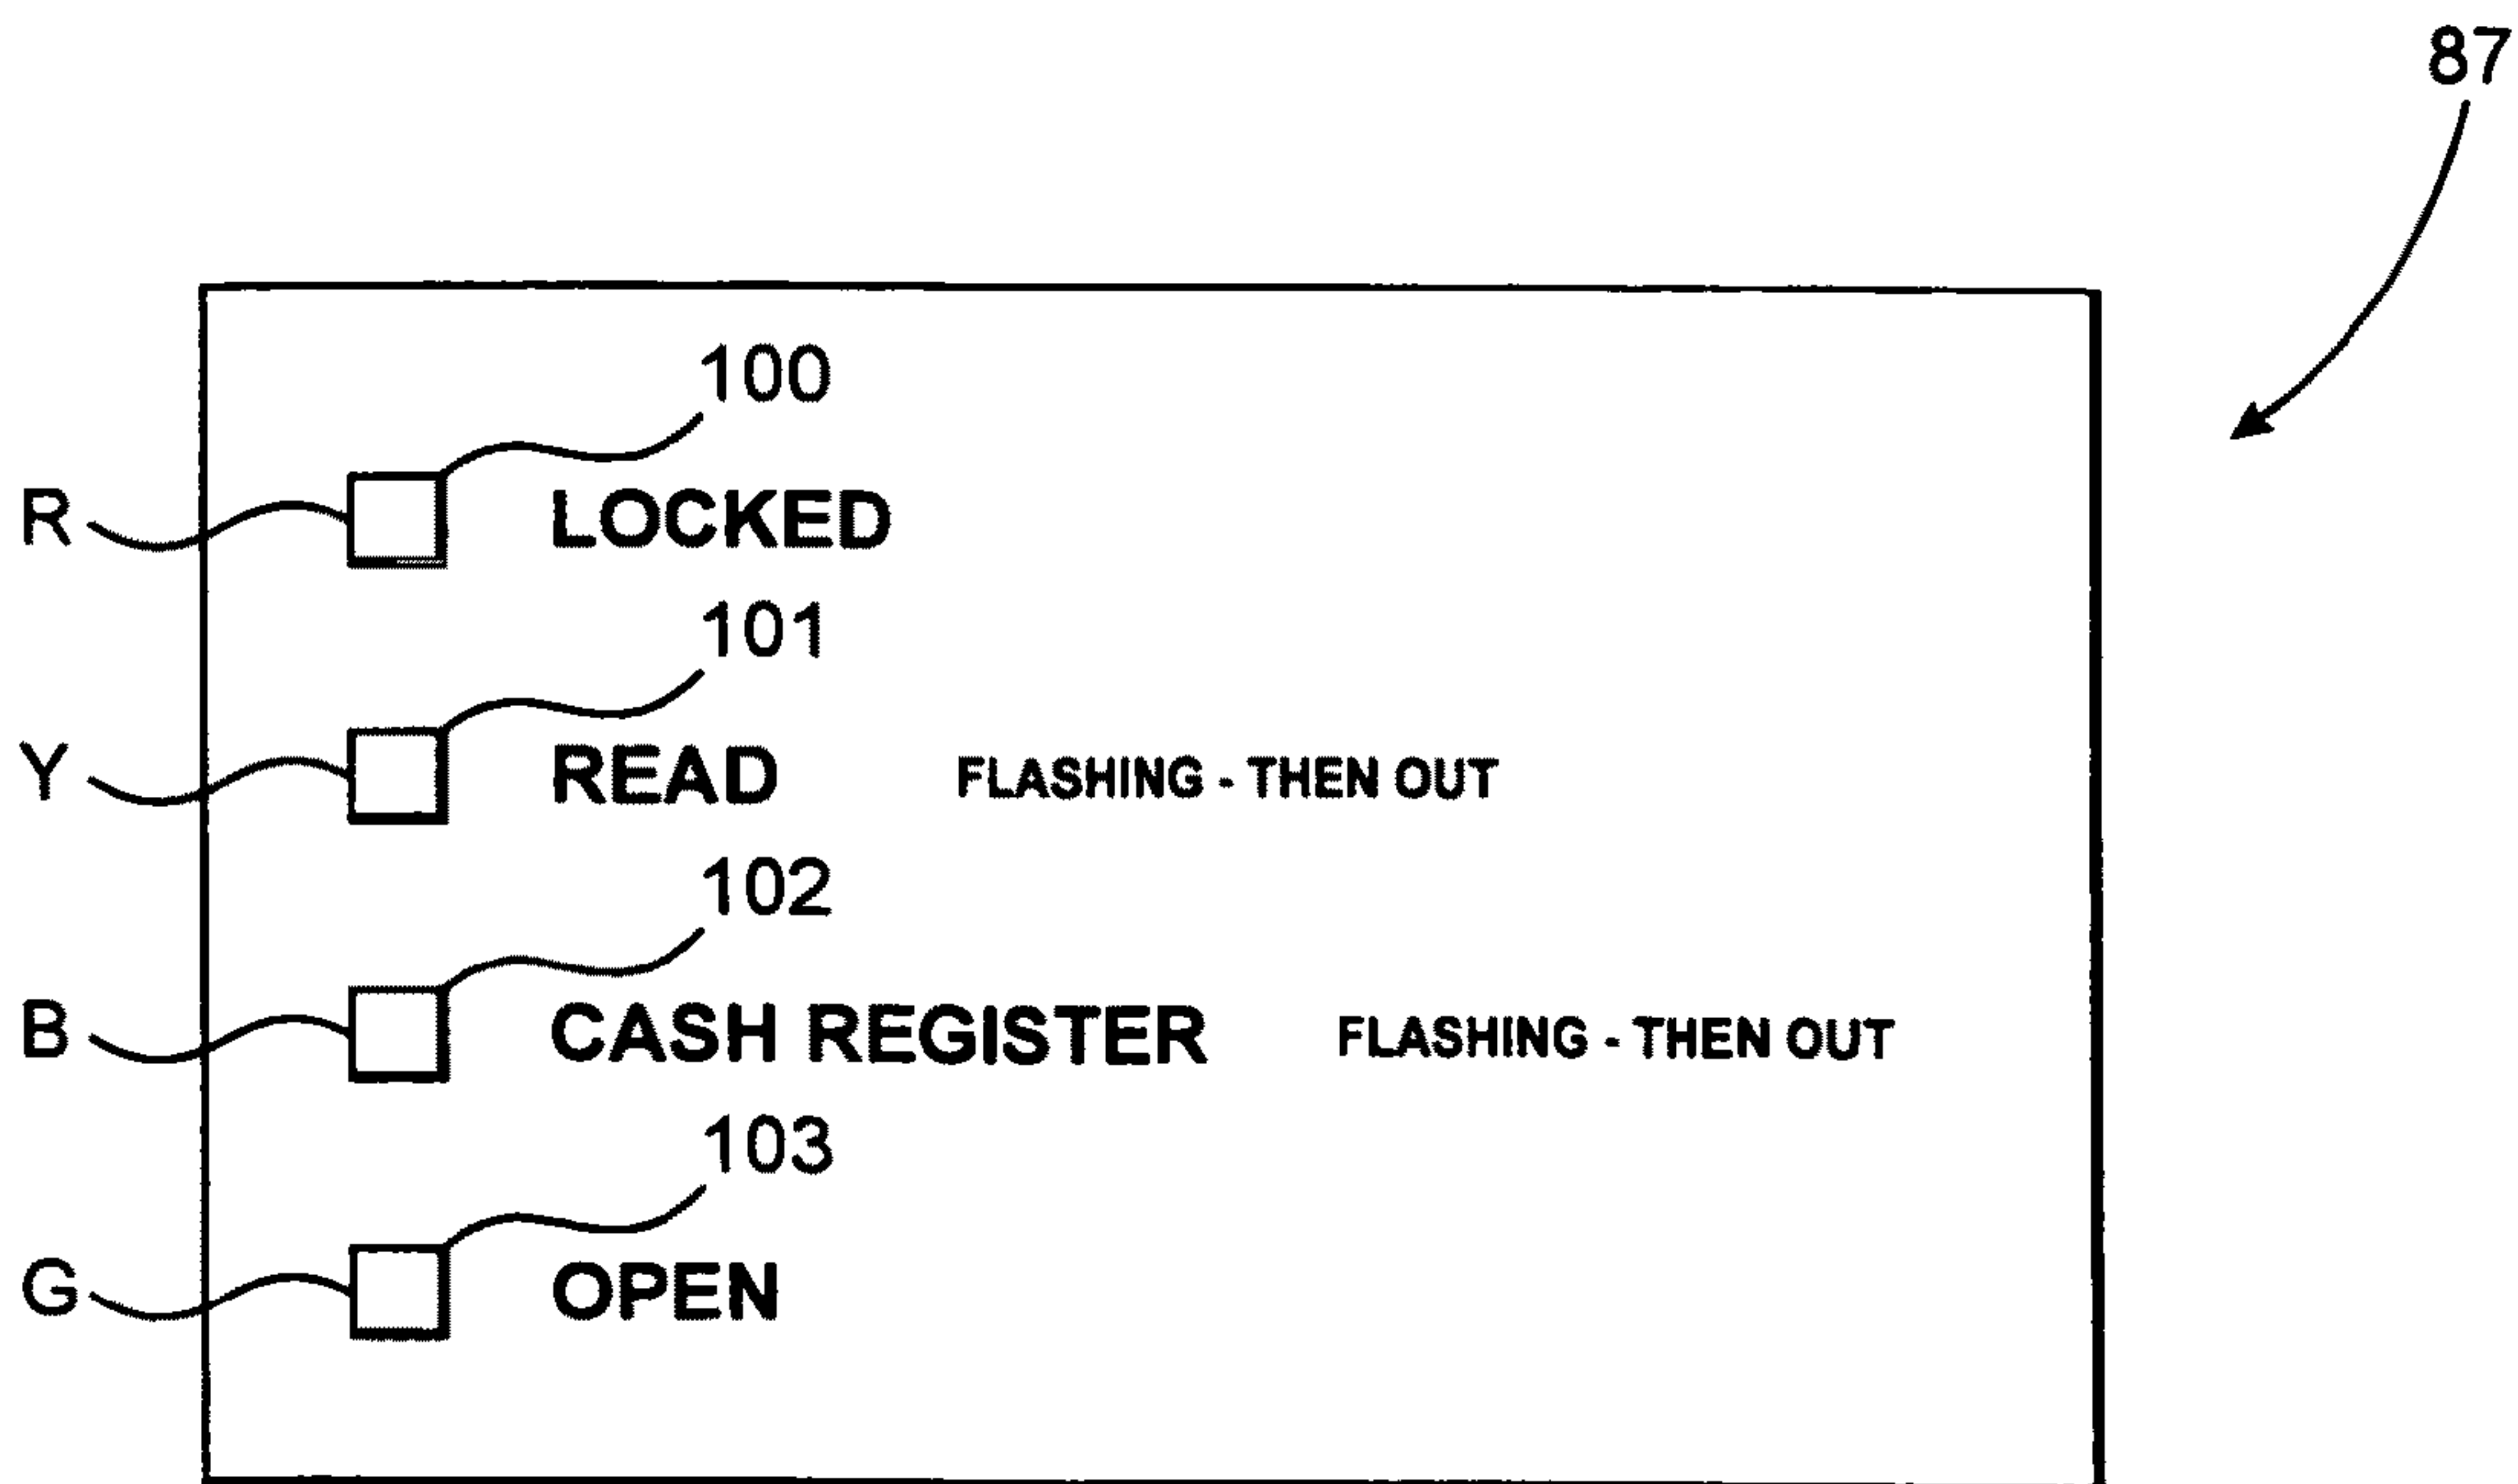 87
100
R LOCKED
101
Y READ FLASHING - THEN OUT
102
B CASH REGISTER FLASHING - THEN OUT
103
G OPEN